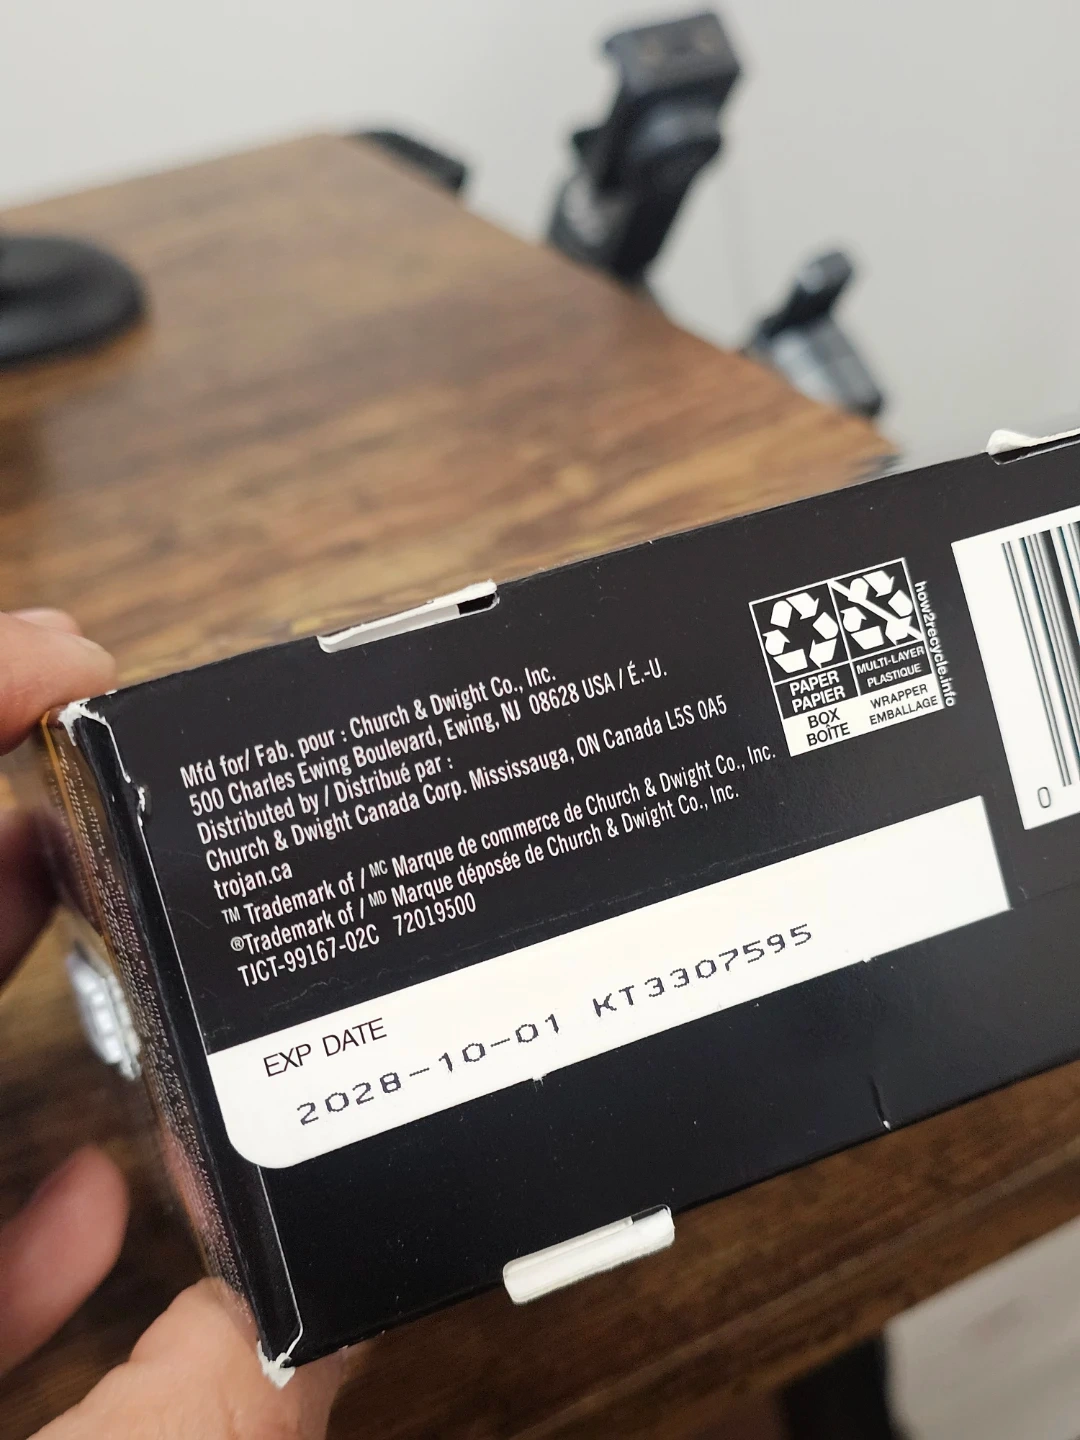 Mfd for/ Fab. pour : Church & Dwight Co., Inc.
500 Charles Ewing Boulevard, Ewing, NJ 08628 USA / É.-U.
Distributed by / Distribué par :
Church & Dwight Canada Corp. Mississauga, ON Canada L5S 0A5
trojan.ca
™ Trademark of / MC Marque de commerce de Church & Dwight Co., Inc.
®Trademark of / MD Marque déposée de Church & Dwight Co., Inc.
TJCT-99167-02C 72019500
PAPER
PAPIER
BOX
BOÎTE
MULTI-LAYER
PLASTIQUE
WRAPPER
EMBALLAGE
how2recycle.info
0
EXP DATE
2028-10-01 KT3307595